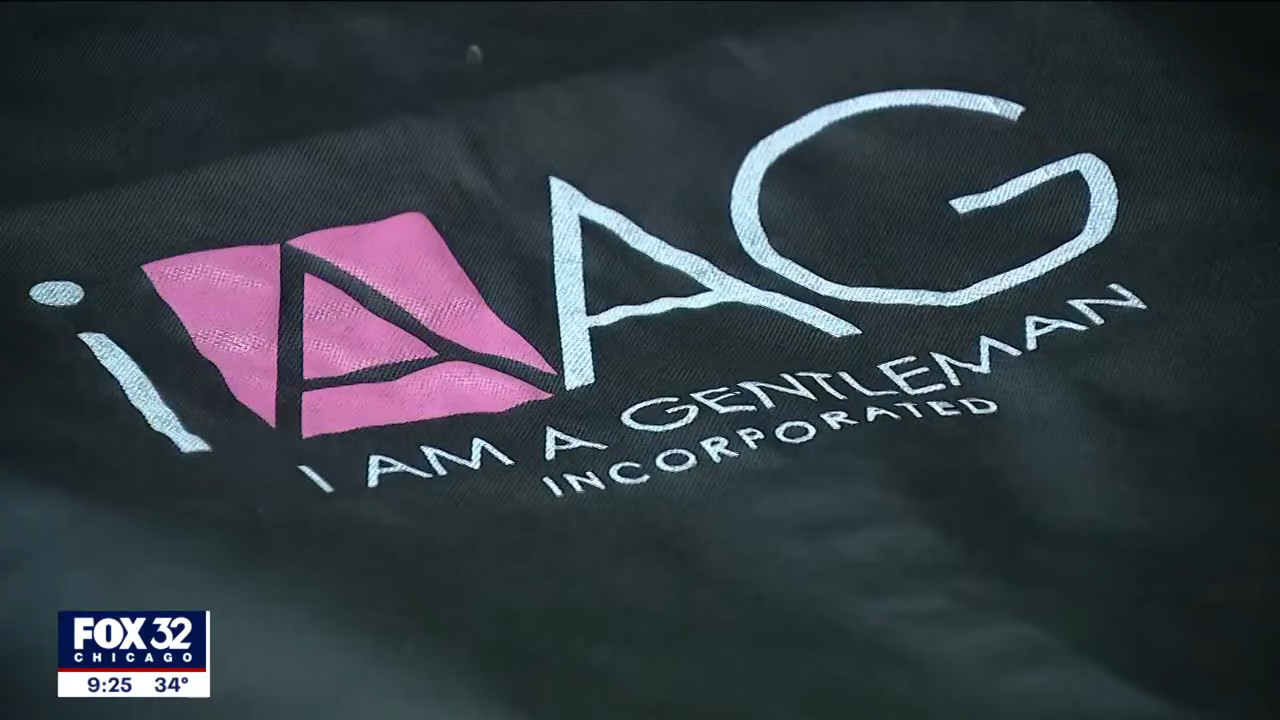 iAAG
I AM A GENTLEMAN
INCORPORATED
FOX 32
CHICAGO
9:25 34°